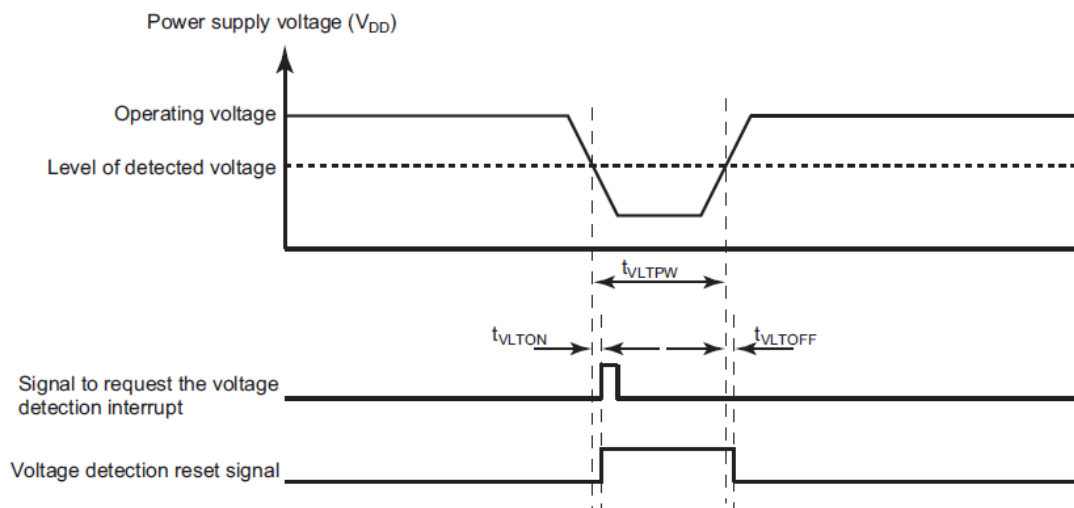 Power supply voltage (VDD)
Operating voltage
Level of detected voltage
tVLTPW
tVLTON
tVLTOFF
Signal to request the voltage
detection interrupt
Voltage detection reset signal